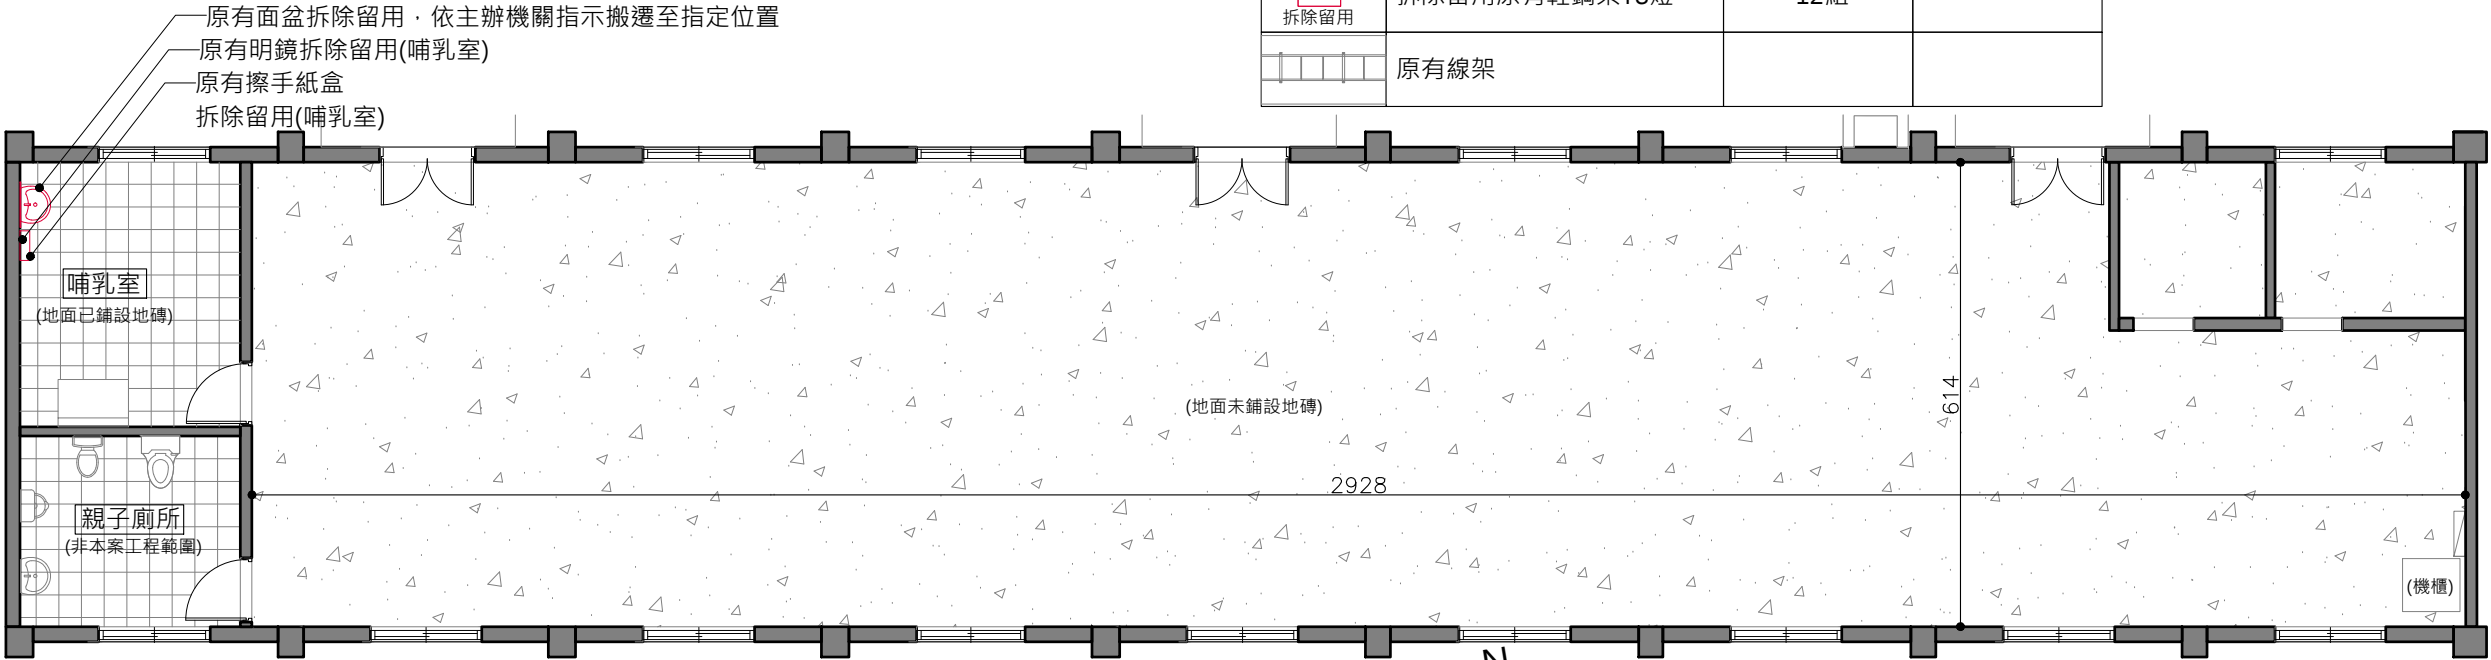 原有面盆拆除留用，依主辦機關指示搬遷至指定位置
原有明鏡拆除留用(哺乳室)
原有擦手紙盒
拆除留用(哺乳室)
拆除留用
12組
原有線架
哺乳室
(地面已鋪設地磚)
(地面未鋪設地磚)
614
2928
親子廁所
(非本案工程範圍)
(機櫃)
N